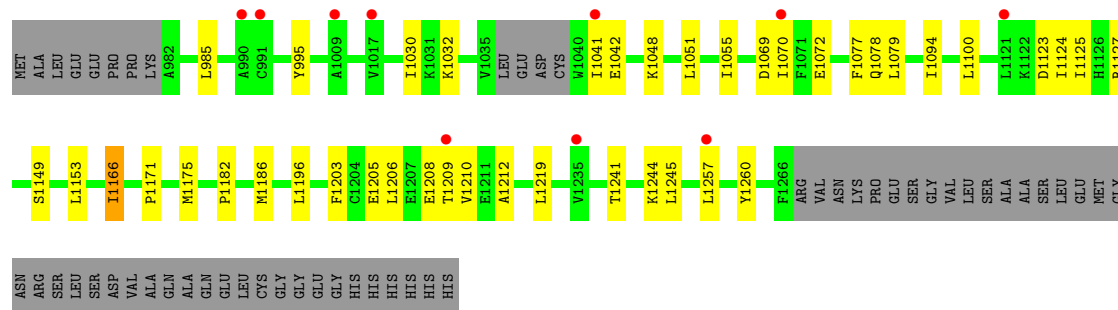 MET ALA LEU GLU GLU PRO PRO LYS A982 L985 A990 C991 Y995 A1009 V1017 I1030 K1031 K1032 V1035 LEU GLU ASP CYS W1040 I1041 E1042 K1048 L1051 I1055 D1069 I1070 F1071 E1072 F1077 Q1078 L1079 I1094 L1100 L1121 K1122 D1123 I1124 I1125 H1126
S1149 L1153 I1166 P1171 M1175 P1182 M1186 L1196 F1203 C1204 E1205 L1206 E1207 E1208 T1209 V1210 E1211 A1212 L1219 V1235 T1241 K1244 L1245 L1257 Y1260 F1266 ARG VAL ASN LYS PRO GLU SER GLY VAL LEU SER ALA ALA SER LEU GLU MET GLY
ASN ARG SER LEU SER ASP VAL ALA GLN ALA GLN GLU LEU CYS GLY GLY GLU GLY HIS HIS HIS HIS HIS HIS